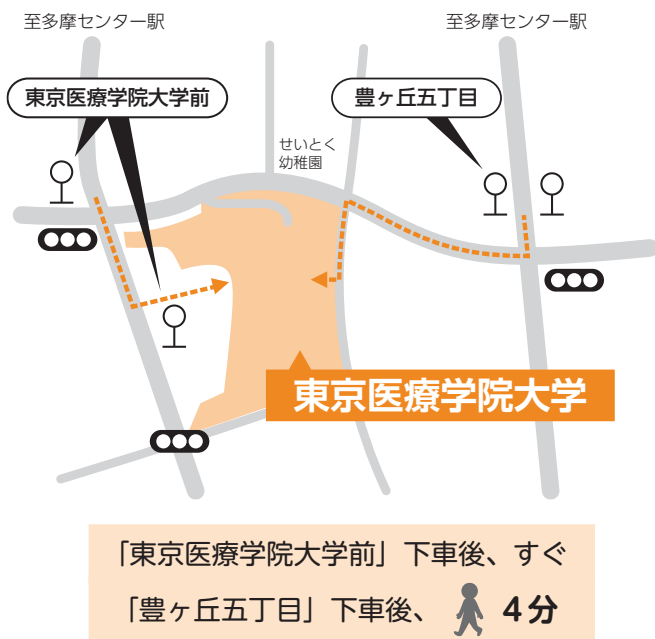 至多摩センター駅
至多摩センター駅
東京医療学院大学前
豊ヶ丘五丁目
せいとく
幼稚園
東京医療学院大学
「東京医療学院大学前」下車後、すぐ
「豊ヶ丘五丁目」下車後、 4分